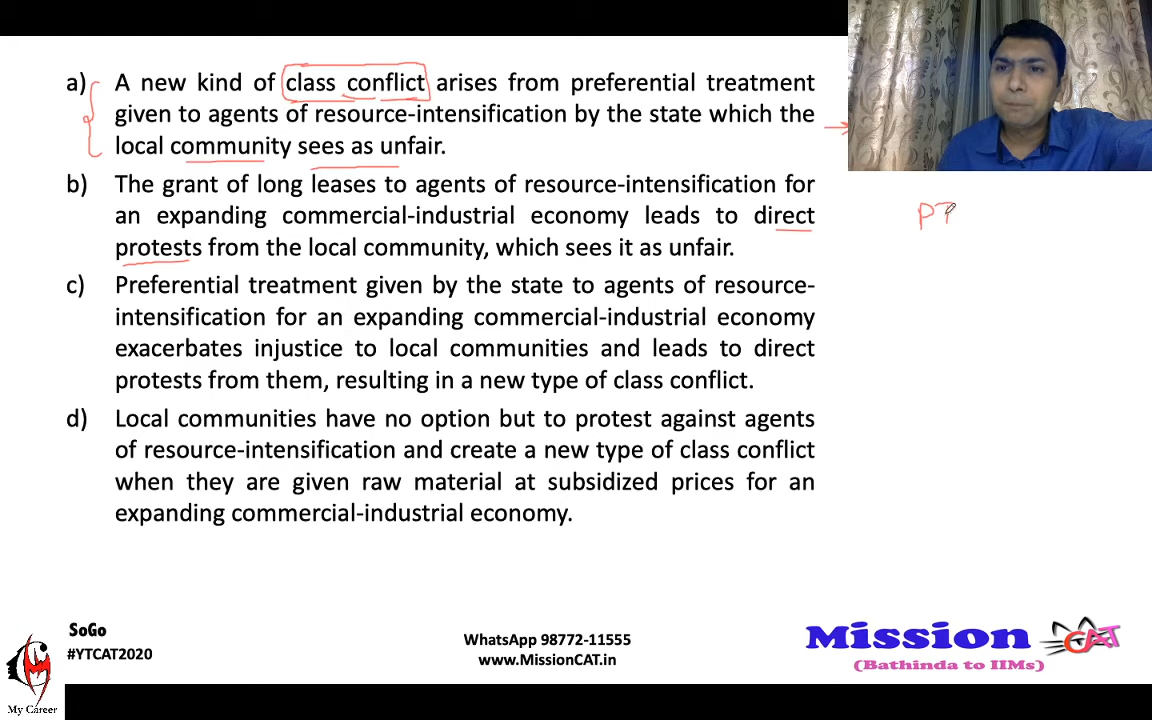 a) A new kind of class conflict arises from preferential treatment
given to agents of resource-intensification by the state which the
local community sees as unfair.
b) The grant of long leases to agents of resource-intensification for
an expanding commercial-industrial economy leads to direct
protests from the local community, which sees it as unfair.
c) Preferential treatment given by the state to agents of resource-
intensification for an expanding commercial-industrial economy
exacerbates injustice to local communities and leads to direct
protests from them, resulting in a new type of class conflict.
d) Local communities have no option but to protest against agents
of resource-intensification and create a new type of class conflict
when they are given raw material at subsidized prices for an
expanding commercial-industrial economy.
PT
SoGo
#YTCAT2020
WhatsApp 98772-11555
www.MissionCAT.in
Mission CAT
(Bathinda to IIMs)
My Career